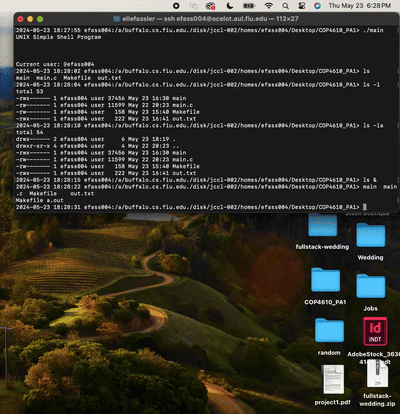 Thu May 23 6:28PM
ellefassler — ssh efass004@ocelot.aul.fiu.edu — 112×27
2024-05-23 18:27:55 efass004:/a/buffalo.cs.fiu.edu./disk/jccl-002/homes/efass004/Desktop/COP4610_PA1> ./main
UNIX Simple Shell Program
Current user: @efass004
2024-05-23 18:28:02 efass004:/a/buffalo.cs.fiu.edu./disk/jccl-002/homes/efass004/Desktop/COP4610_PA1> ls
main  main.c  Makefile  out.txt
2024-05-23 18:28:04 efass004:/a/buffalo.cs.fiu.edu./disk/jccl-002/homes/efass004/Desktop/COP4610_PA1> ls -l
total 53
-rwx------ 1 efass004 user 37456 May 23 16:30 main
-rw------- 1 efass004 user 11599 May 22 20:23 main.c
-rw------- 1 efass004 user   158 May 23 15:40 Makefile
-rw------- 1 efass004 user   222 May 23 16:41 out.txt
2024-05-23 18:28:10 efass004:/a/buffalo.cs.fiu.edu./disk/jccl-002/homes/efass004/Desktop/COP4610_PA1> ls -la
total 54
drwx------ 2 efass004 user     6 May 23 18:19 .
drwxr-xr-x 4 efass004 user     4 May 22 20:23 ..
-rwx------ 1 efass004 user 37456 May 23 16:30 main
-rw------- 1 efass004 user 11599 May 22 20:23 main.c
-rw------- 1 efass004 user   158 May 23 15:40 Makefile
-rw------- 1 efass004 user   222 May 23 16:41 out.txt
2024-05-23 18:28:15 efass004:/a/buffalo.cs.fiu.edu./disk/jccl-002/homes/efass004/Desktop/COP4610_PA1> ls &
2024-05-23 18:28:22 efass004:/a/buffalo.cs.fiu.edu./disk/jccl-002/homes/efass004/Desktop/COP4610_PA1> main  main
.c  Makefile    out.txt
Makefile a.out
2024-05-23 18:28:31 efass004:/a/buffalo.cs.fiu.edu./disk/jccl-002/homes/efass004/Desktop/COP4610_PA1>
fullstack-wedding
Wedding
COP4610_PA1
Jobs
Id
INDT
random
project1.pdf
ZIP
fullstack-wedding.zip